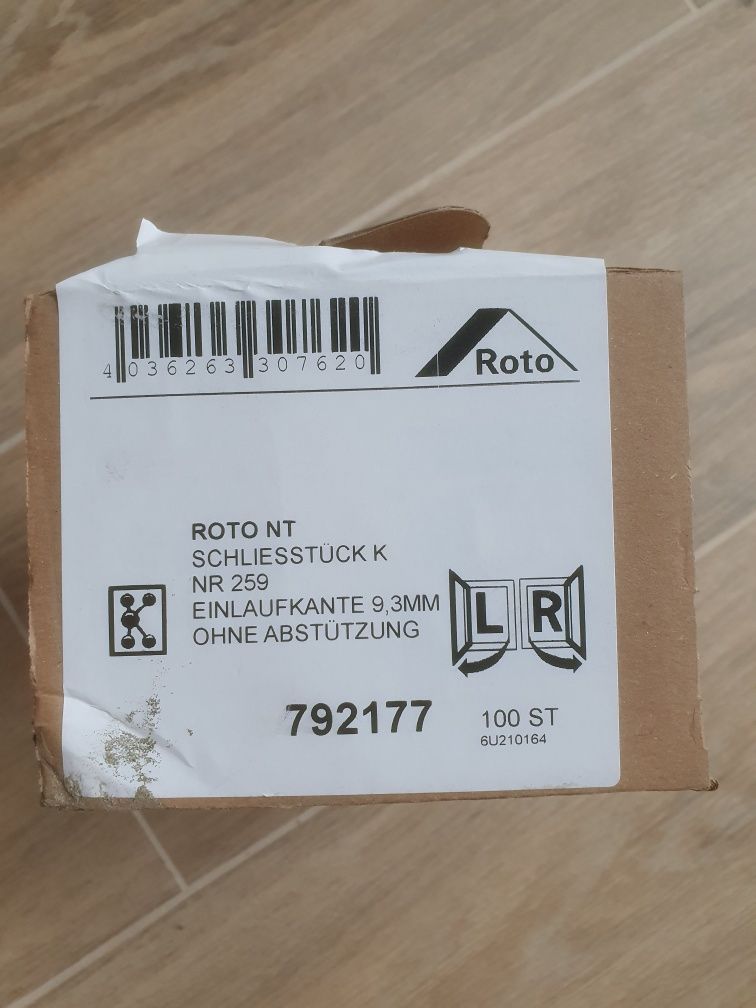 4 036263 307620
Roto
ROTO NT
SCHLIESSTÜCK K
NR 259
EINLAUFKANTE 9,3MM
OHNE ABSTÜTZUNG
K
L R
792177
100 ST
6U210164